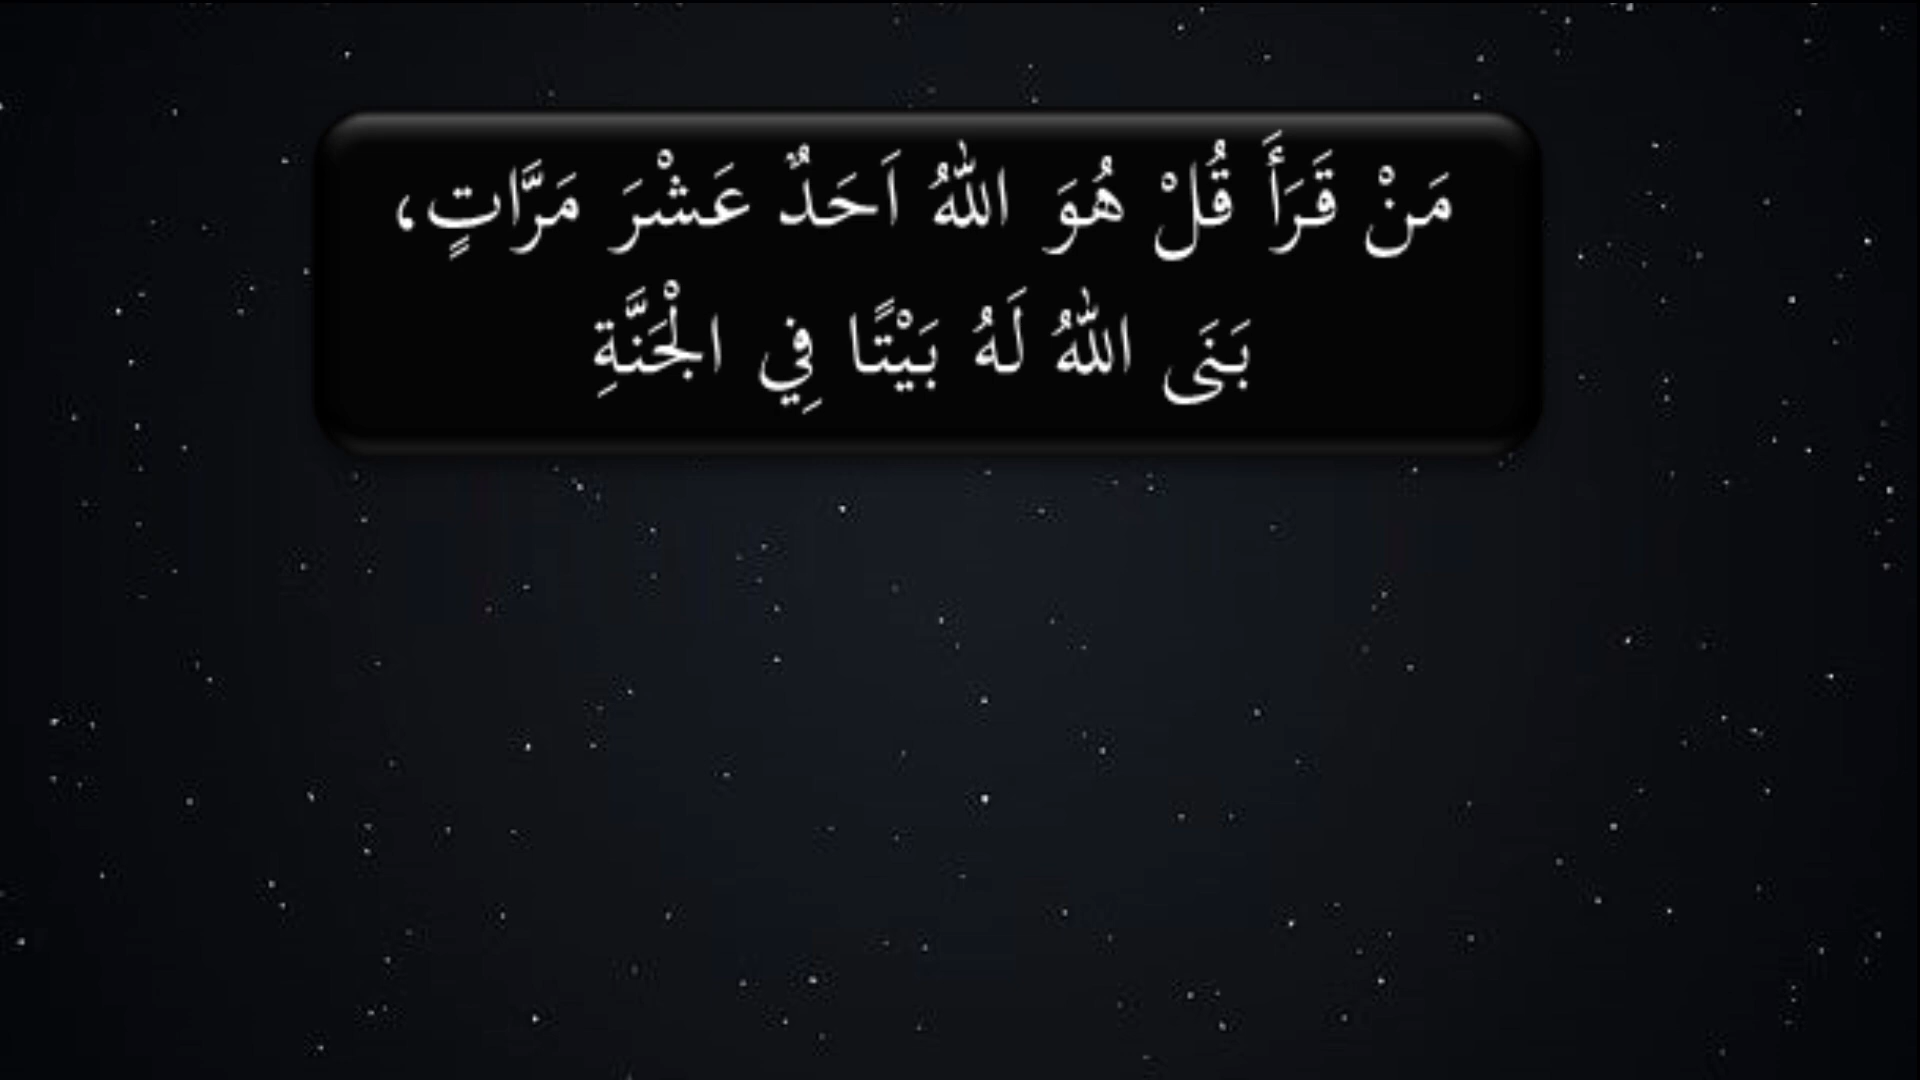 مَنْ قَرَأَ قُلْ هُوَ اللّٰهُ اَحَدٌ عَشْرَ مَرَّاتٍ،
بَنَى اللّٰهُ لَهُ بَيْتًا فِي الْجَنَّةِ